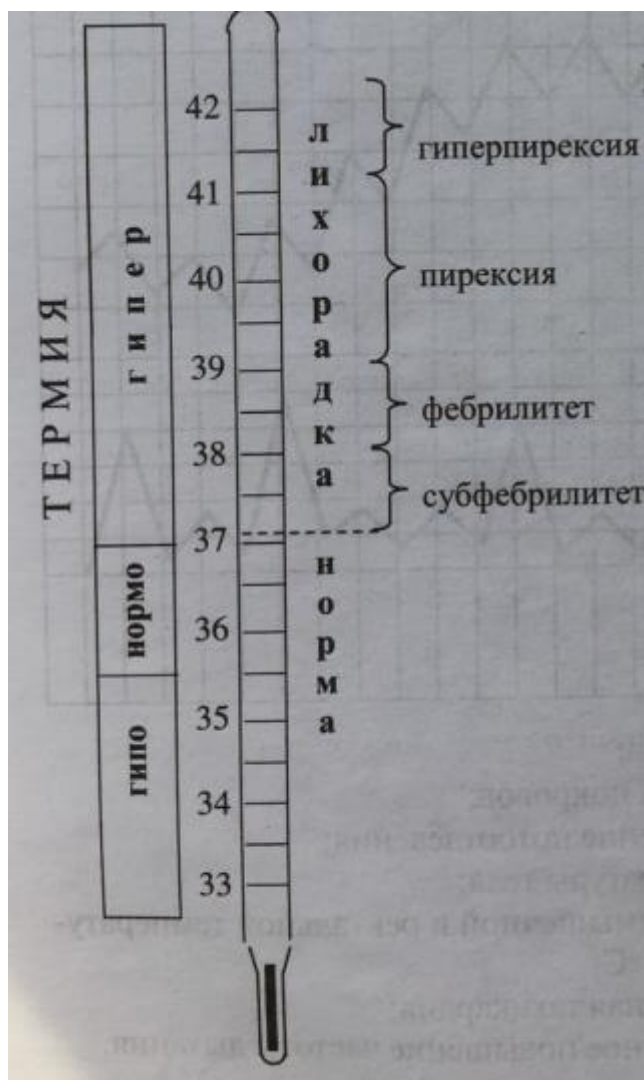 ТЕРМИЯ
гипер
нормо
гипо
42
41
40
39
38
37
36
35
34
33
лихорадка
норма
гиперпирексия
пирексия
фебрилитет
субфебрилитет